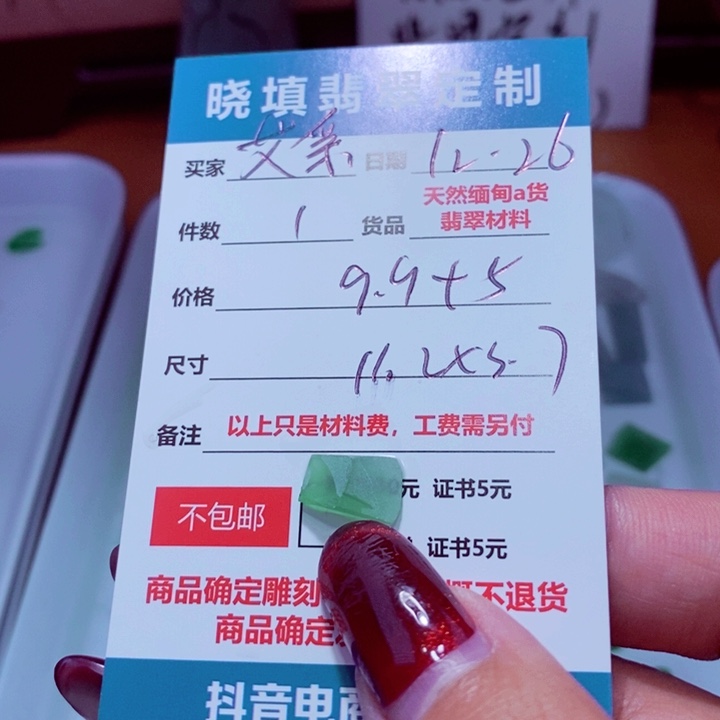 晓填翡翠定制
买家 艾亲 日期 12.26
件数 1 货品 天然缅甸a货
翡翠材料
价格 9.9+5
尺寸 11.2×5.7
备注 以上只是材料费，工费需另付
元 证书5元
不包邮
证书5元
商品确定雕刻 概不退货
商品确定
抖音电商